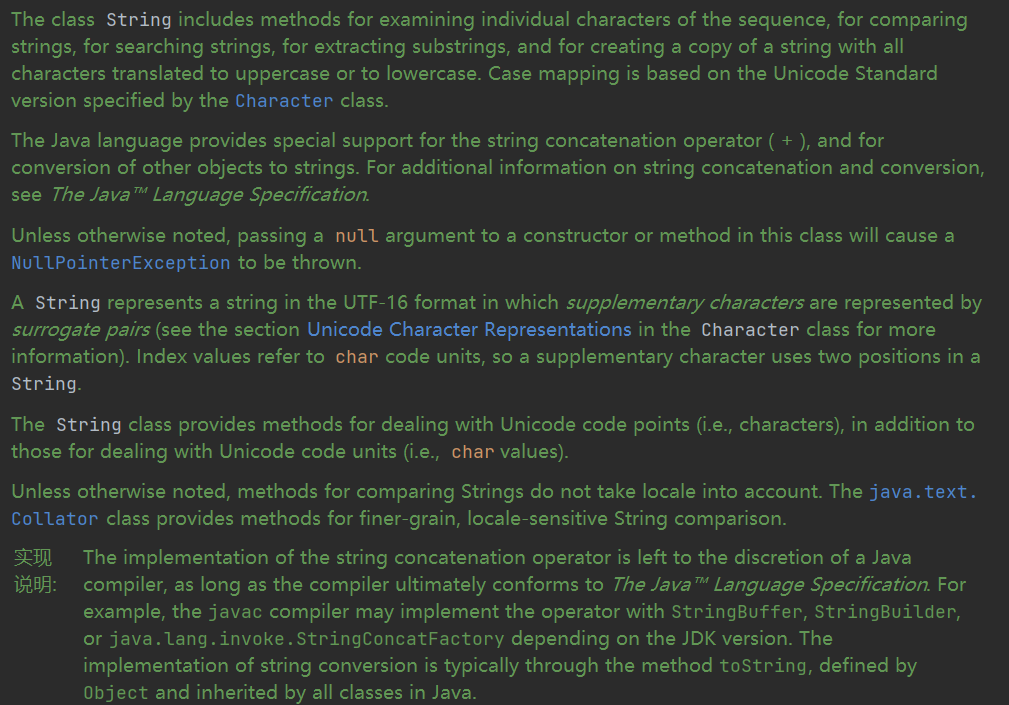 The class String includes methods for examining individual characters of the sequence, for comparing
strings, for searching strings, for extracting substrings, and for creating a copy of a string with all
characters translated to uppercase or to lowercase. Case mapping is based on the Unicode Standard
version specified by the Character class.
The Java language provides special support for the string concatenation operator ( + ), and for
conversion of other objects to strings. For additional information on string concatenation and conversion,
see The Java™ Language Specification.
Unless otherwise noted, passing a null argument to a constructor or method in this class will cause a
NullPointerException to be thrown.
A String represents a string in the UTF-16 format in which supplementary characters are represented by
surrogate pairs (see the section Unicode Character Representations in the Character class for more
information). Index values refer to char code units, so a supplementary character uses two positions in a
String.
The String class provides methods for dealing with Unicode code points (i.e., characters), in addition to
those for dealing with Unicode code units (i.e., char values).
Unless otherwise noted, methods for comparing Strings do not take locale into account. The java.text.
Collator class provides methods for finer-grain, locale-sensitive String comparison.
实现 The implementation of the string concatenation operator is left to the discretion of a Java
说明: compiler, as long as the compiler ultimately conforms to The Java™ Language Specification. For
example, the javac compiler may implement the operator with StringBuffer, StringBuilder,
or java.lang.invoke.StringConcatFactory depending on the JDK version. The
implementation of string conversion is typically through the method toString, defined by
Object and inherited by all classes in Java.